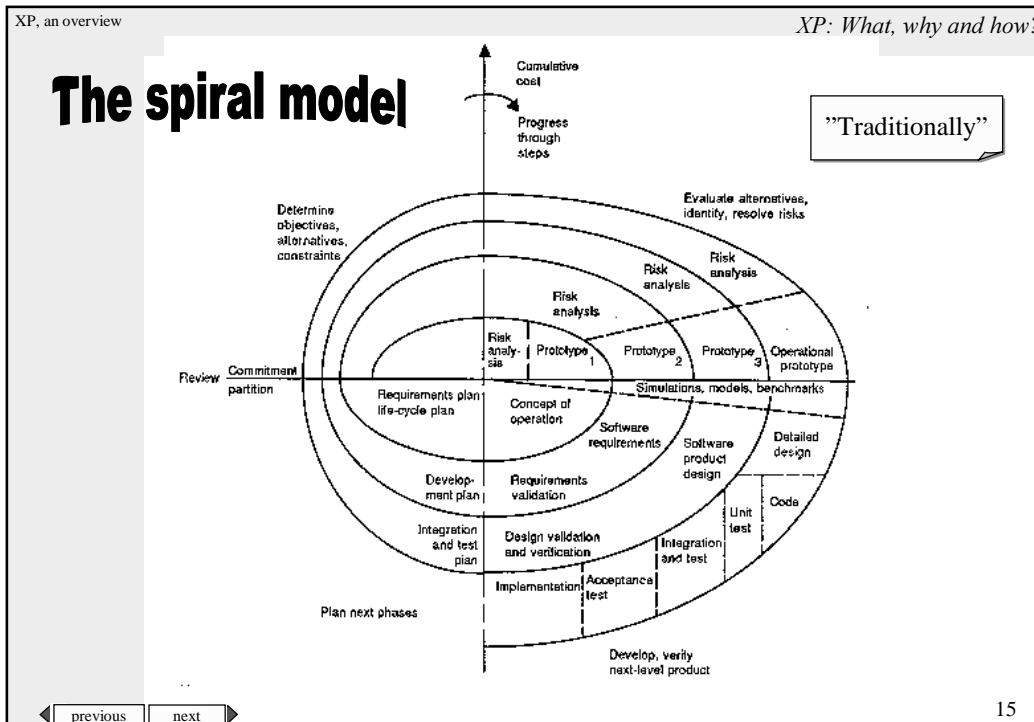 XP, an overview
XP: What, why and how?
The spiral model
”Traditionally”
Cumulative
cost
Progress
through
steps
Determine
objectives,
alternatives,
constraints
Evaluate alternatives,
identify, resolve risks
Risk
analysis
Risk
analysis
Risk
analysis
Risk
analy-
sis
Prototype
1
Prototype
2
Prototype
3
Operational
prototype
Review
Commitment
partition
Simulations, models, benchmarks
Requirements plan
life-cycle plan
Concept of
operation
Software
requirements
Software
product
design
Detailed
design
Develop-
ment plan
Requirements
validation
Code
Unit
test
Integration
and test
plan
Design validation
and verification
Integration
and test
Acceptance
test
Implementation
Plan next phases
Develop, verify
next-level product
previous
next
15